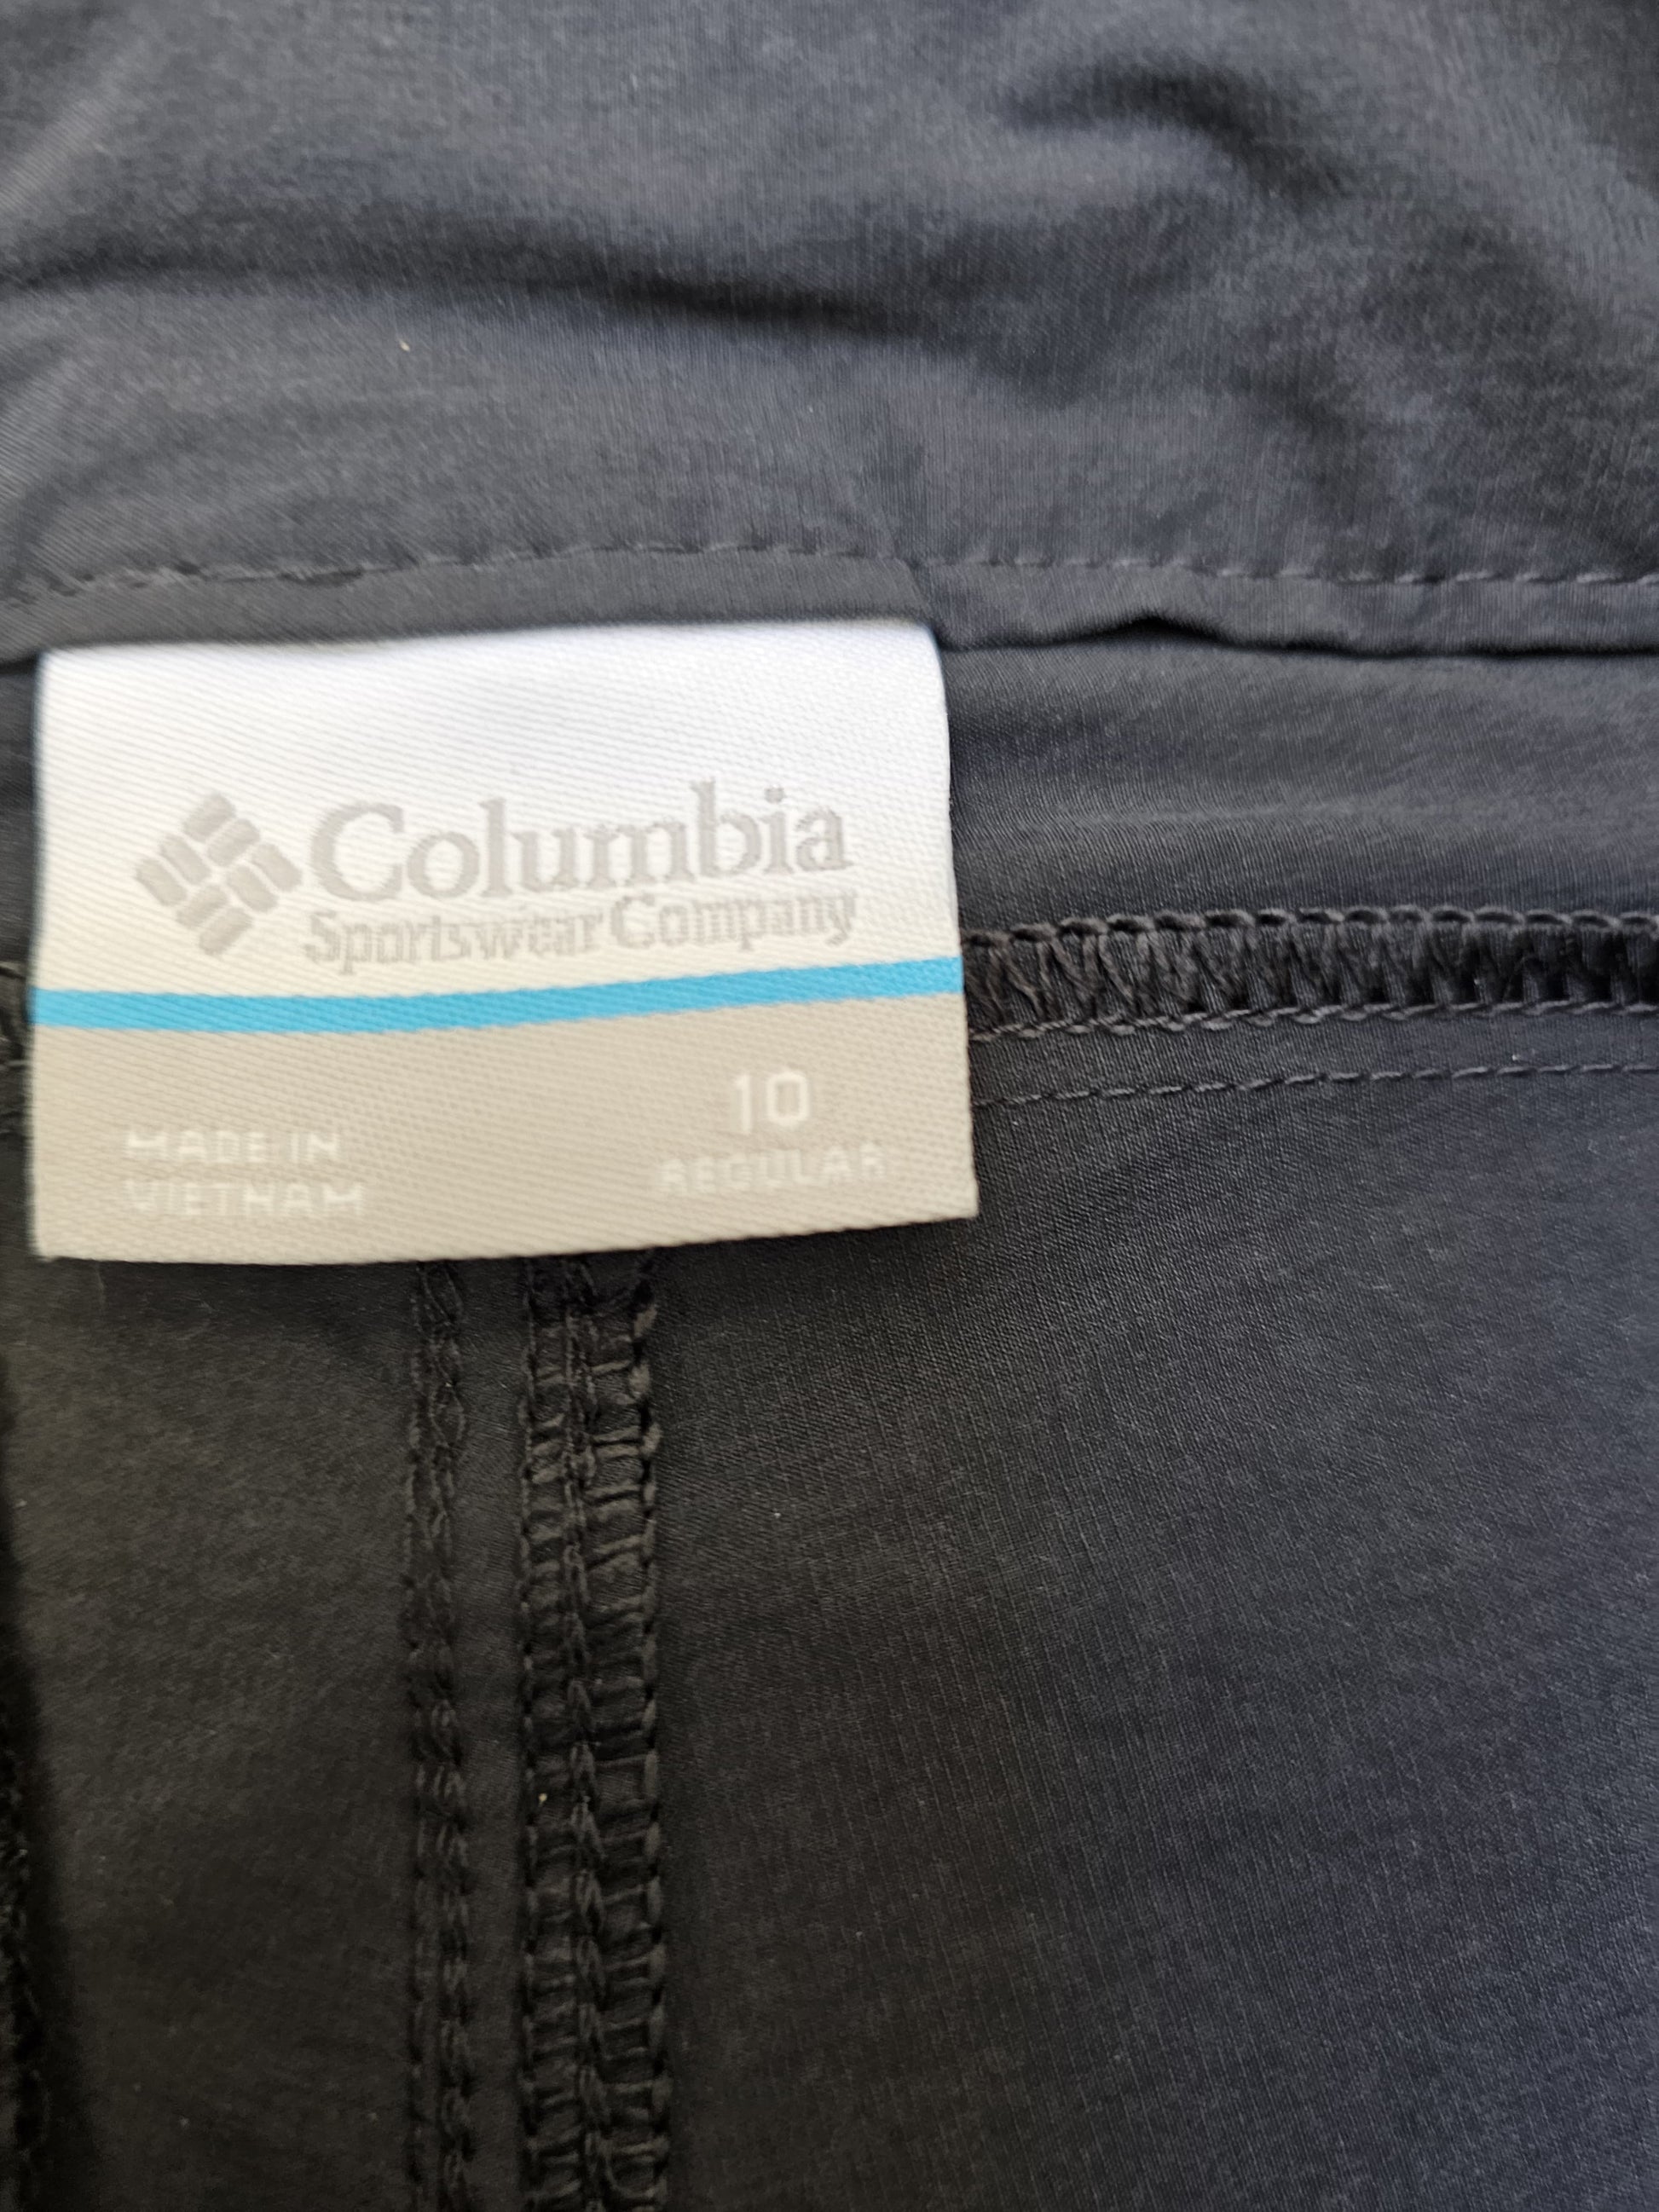 Columbia
Sportswear Company
10
MADE IN
REGULAR
VIETNAM